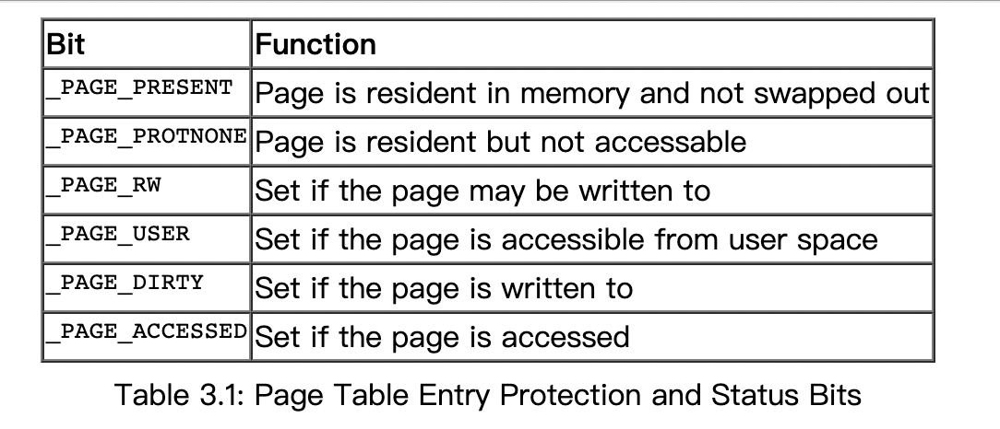 Bit Function
_PAGE_PRESENT Page is resident in memory and not swapped out
_PAGE_PROTNONE Page is resident but not accessable
_PAGE_RW Set if the page may be written to
_PAGE_USER Set if the page is accessible from user space
_PAGE_DIRTY Set if the page is written to
_PAGE_ACCESSED Set if the page is accessed
Table 3.1: Page Table Entry Protection and Status Bits